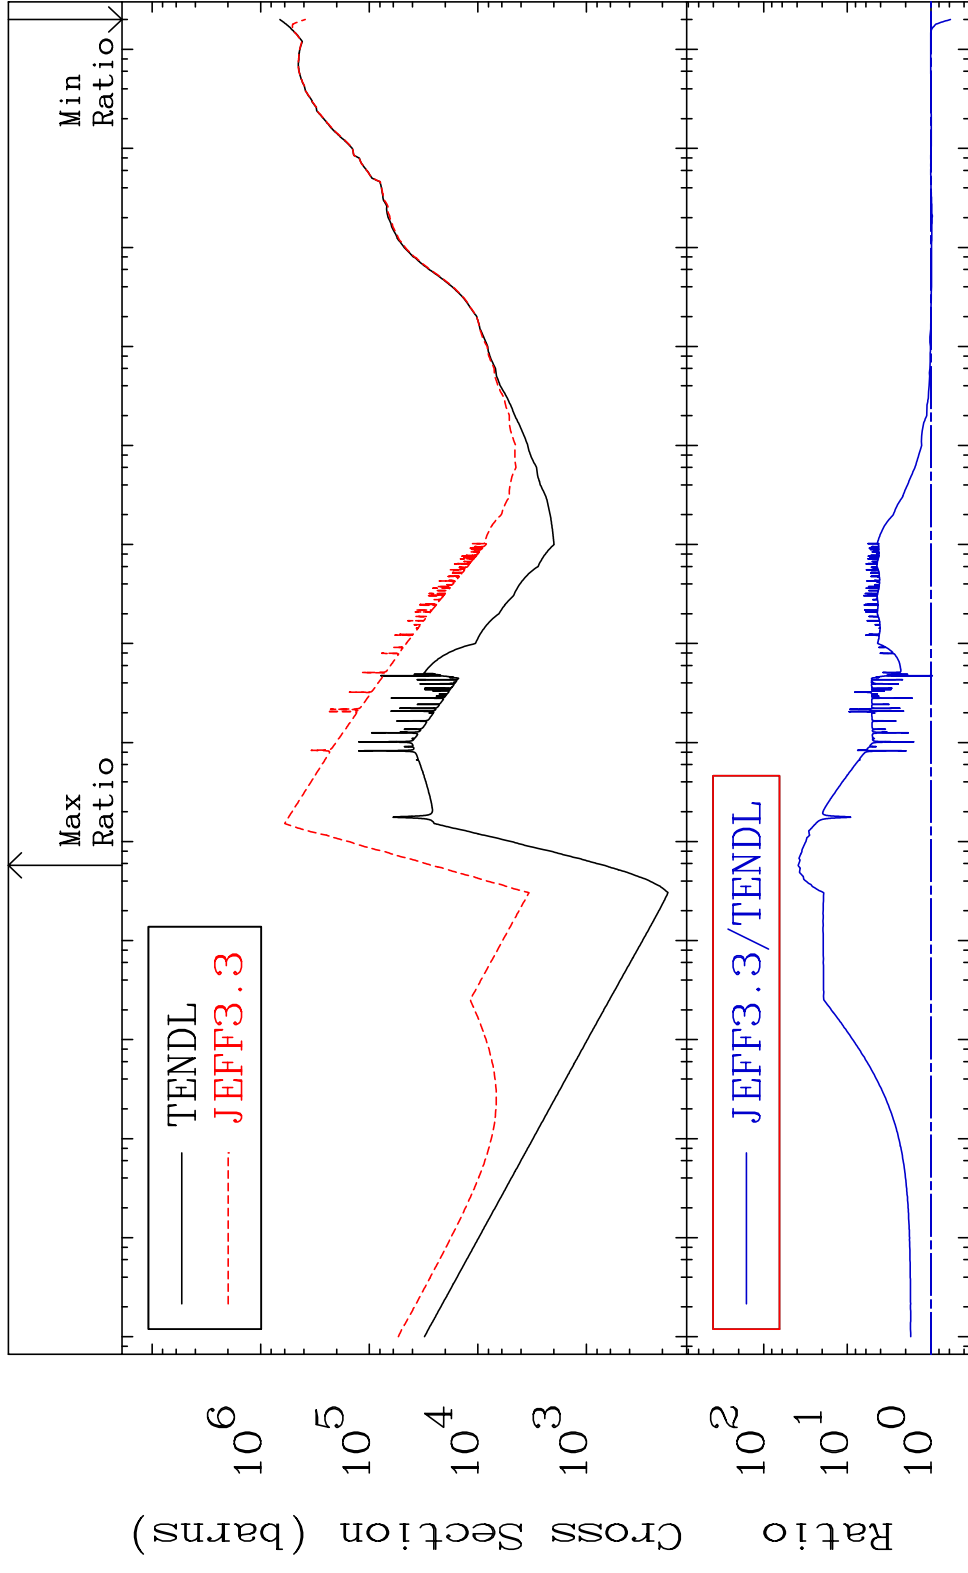 Max
Ratio
Min
Ratio
TENDL
JEFF3.3
10 6
10 5
10 4
10 3
Cross Section (barns)
JEFF3.3/TENDL
10 2
10 1
10 0
Ratio